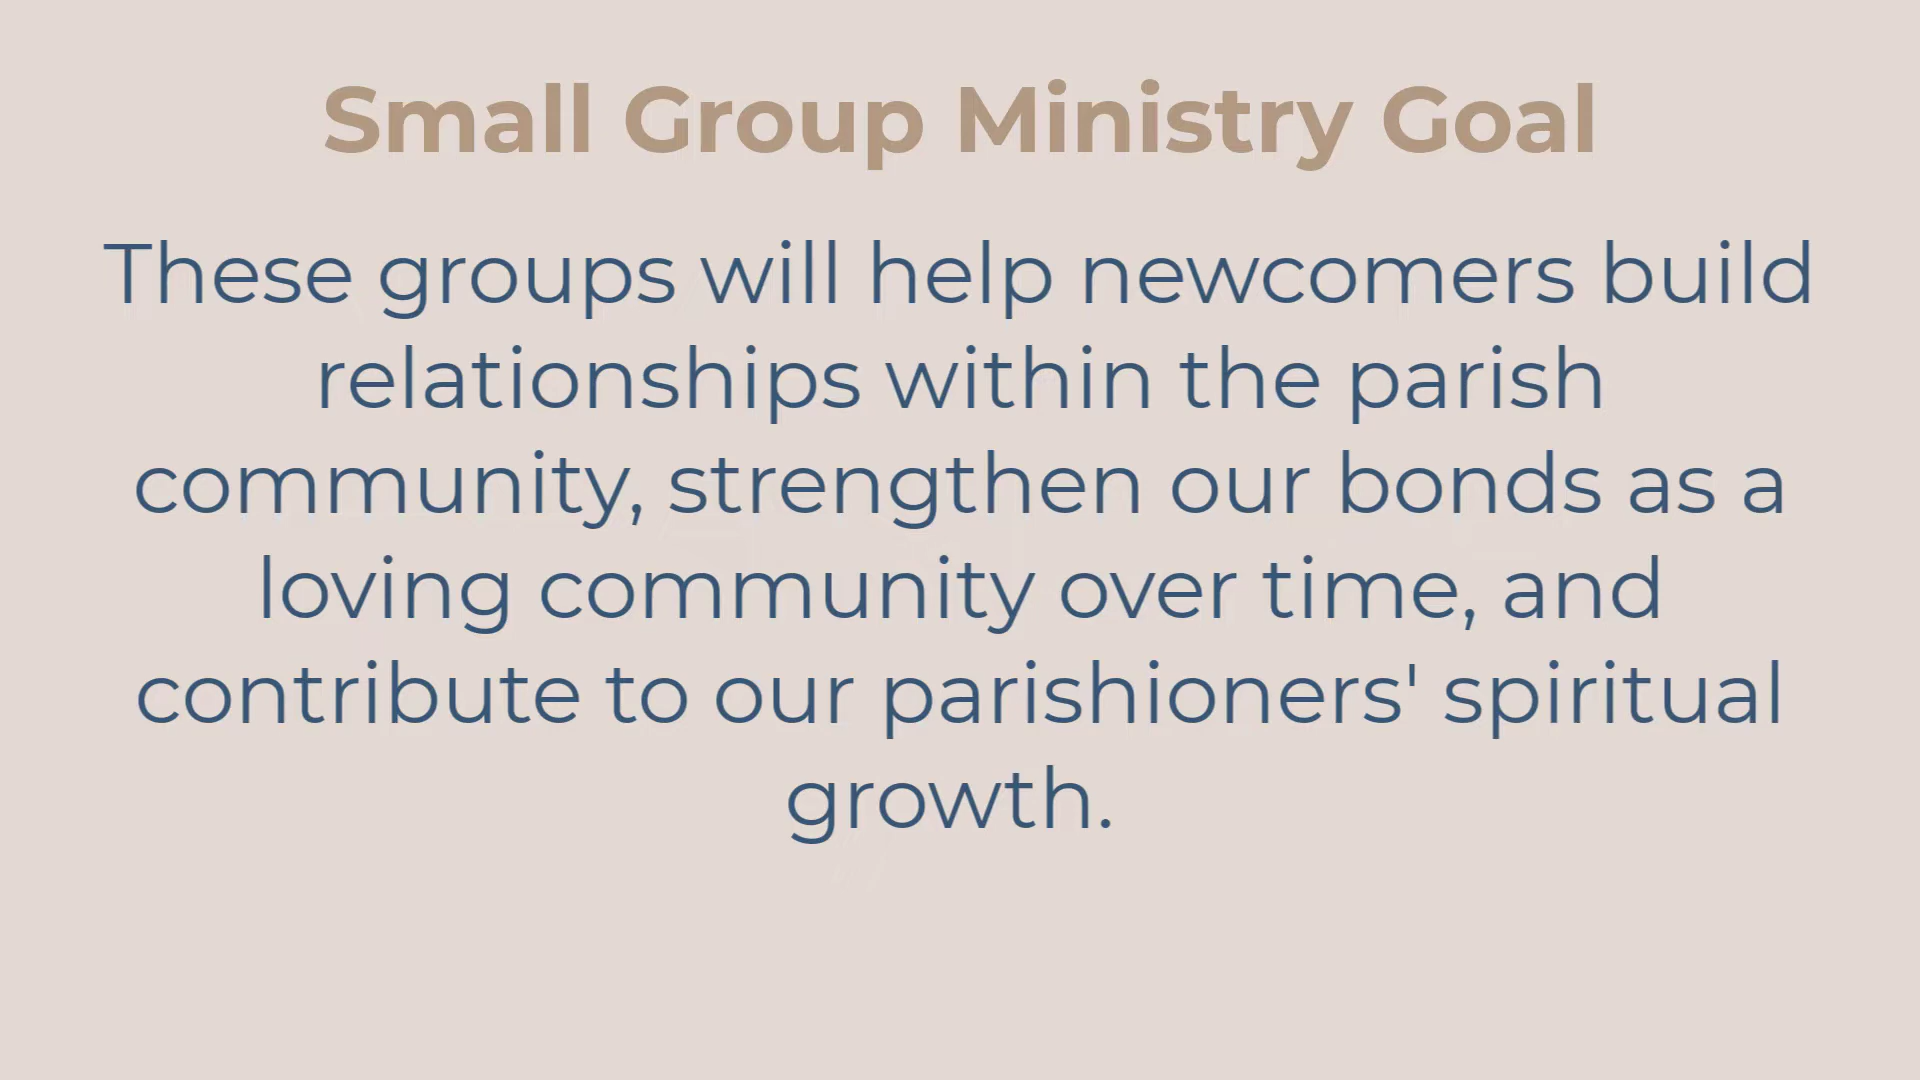 Small Group Ministry Goal
These groups will help newcomers build
relationships within the parish
community, strengthen our bonds as a
loving community over time, and
contribute to our parishioners' spiritual
growth.